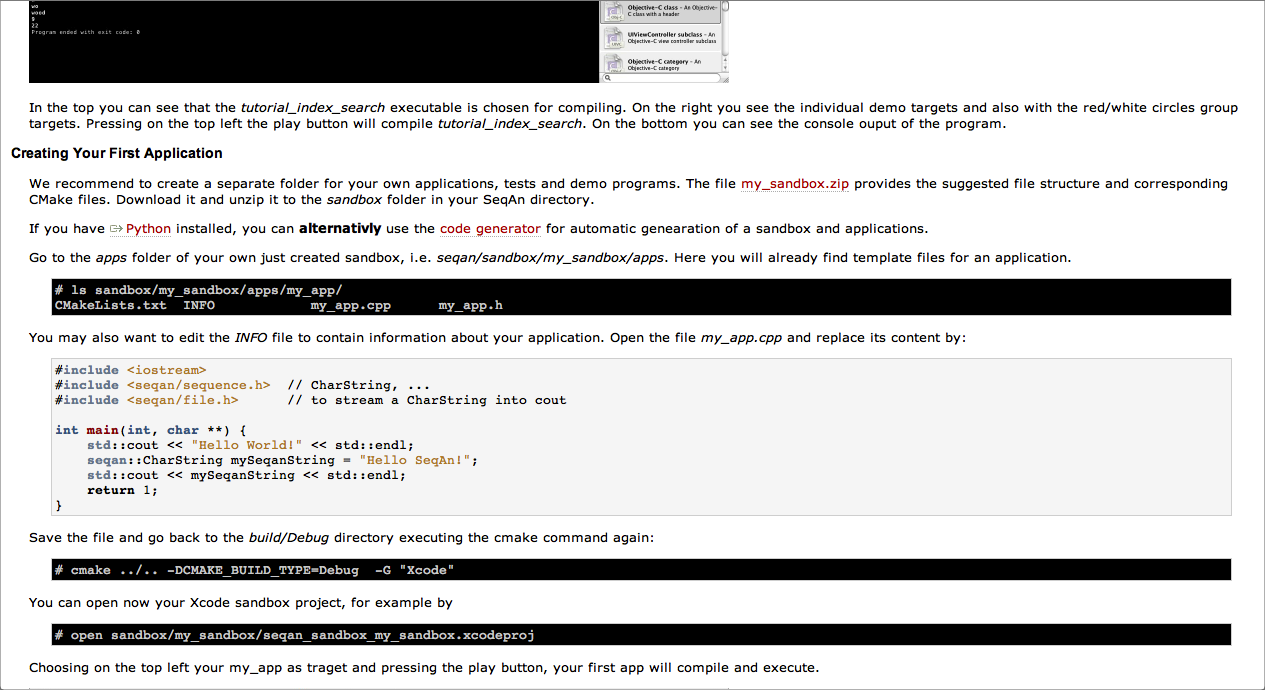 wo
wood
9
22
Program ended with exit code: 0
Objective-C class - An Objective-
C class with a header
UIViewController subclass - An
Objective-C view controller subclass
Objective-C category - An
Objective-C category
In the top you can see that the tutorial_index_search executable is chosen for compiling. On the right you see the individual demo targets and also with the red/white circles group
targets. Pressing on the top left the play button will compile tutorial_index_search. On the bottom you can see the console ouput of the program.
Creating Your First Application
We recommend to create a separate folder for your own applications, tests and demo programs. The file my_sandbox.zip provides the suggested file structure and corresponding
CMake files. Download it and unzip it to the sandbox folder in your SeqAn directory.
If you have Python installed, you can alternativly use the code generator for automatic genearation of a sandbox and applications.
Go to the apps folder of your own just created sandbox, i.e. seqan/sandbox/my_sandbox/apps. Here you will already find template files for an application.
# ls sandbox/my_sandbox/apps/my_app/
CMakeLists.txt  INFO            my_app.cpp      my_app.h
You may also want to edit the INFO file to contain information about your application. Open the file my_app.cpp and replace its content by:
#include <iostream>
#include <seqan/sequence.h>  // CharString, ...
#include <seqan/file.h>      // to stream a CharString into cout
int main(int, char **) {
    std::cout << "Hello World!" << std::endl;
    seqan::CharString mySeqanString = "Hello SeqAn!";
    std::cout << mySeqanString << std::endl;
    return 1;
}
Save the file and go back to the build/Debug directory executing the cmake command again:
# cmake ../.. -DCMAKE_BUILD_TYPE=Debug  -G "Xcode"
You can open now your Xcode sandbox project, for example by
# open sandbox/my_sandbox/seqan_sandbox_my_sandbox.xcodeproj
Choosing on the top left your my_app as traget and pressing the play button, your first app will compile and execute.